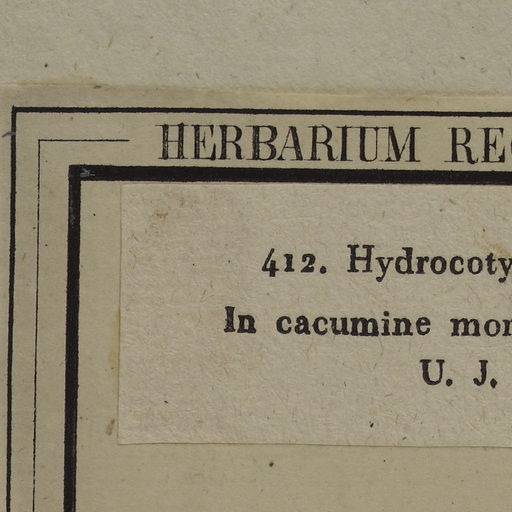 HERBARIUM RE
412. Hydrocoty
In cacumine mon
U. J.